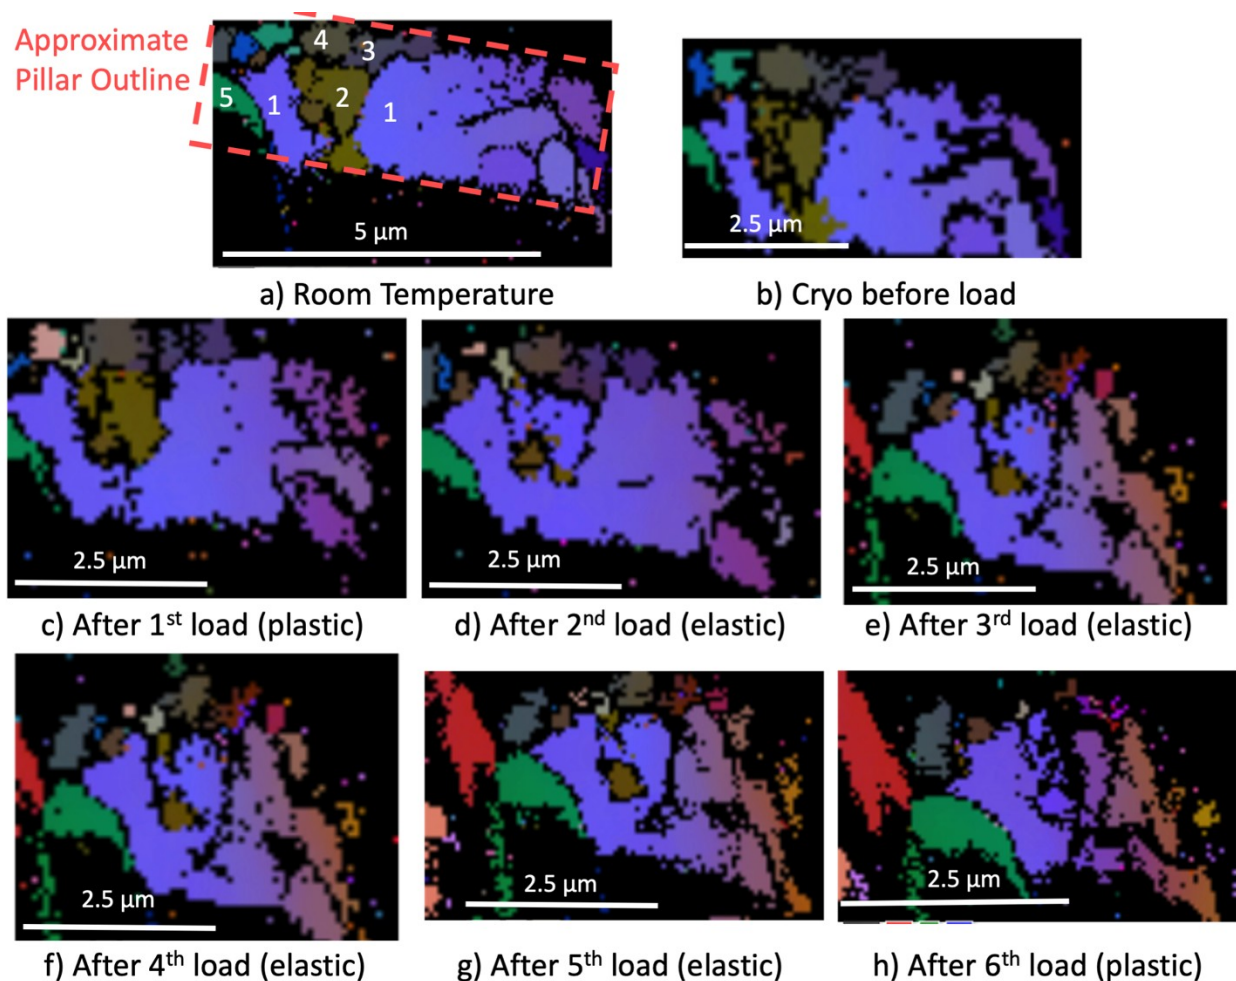 Approximate
Pillar Outline
4
3
5
1
2
1
5 µm
2.5 µm
a) Room Temperature
b) Cryo before load
2.5 µm
2.5 µm
2.5 µm
c) After 1st load (plastic)
d) After 2nd load (elastic)
e) After 3rd load (elastic)
2.5 µm
2.5 µm
2.5 µm
f) After 4th load (elastic)
g) After 5th load (elastic)
h) After 6th load (plastic)